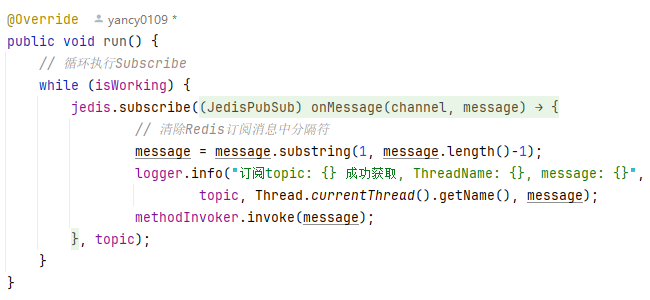 @Override yancy0109 *
public void run() {
// 循环执行Subscribe
while (isWorking) {
jedis.subscribe((JedisPubSub) onMessage(channel, message) → {
// 清除Redis订阅消息中分隔符
message = message.substring(1, message.length()-1);
logger.info("订阅topic: {} 成功获取, ThreadName: {}, message: {}",
topic, Thread.currentThread().getName(), message);
methodInvoker.invoke(message);
}, topic);
}
}